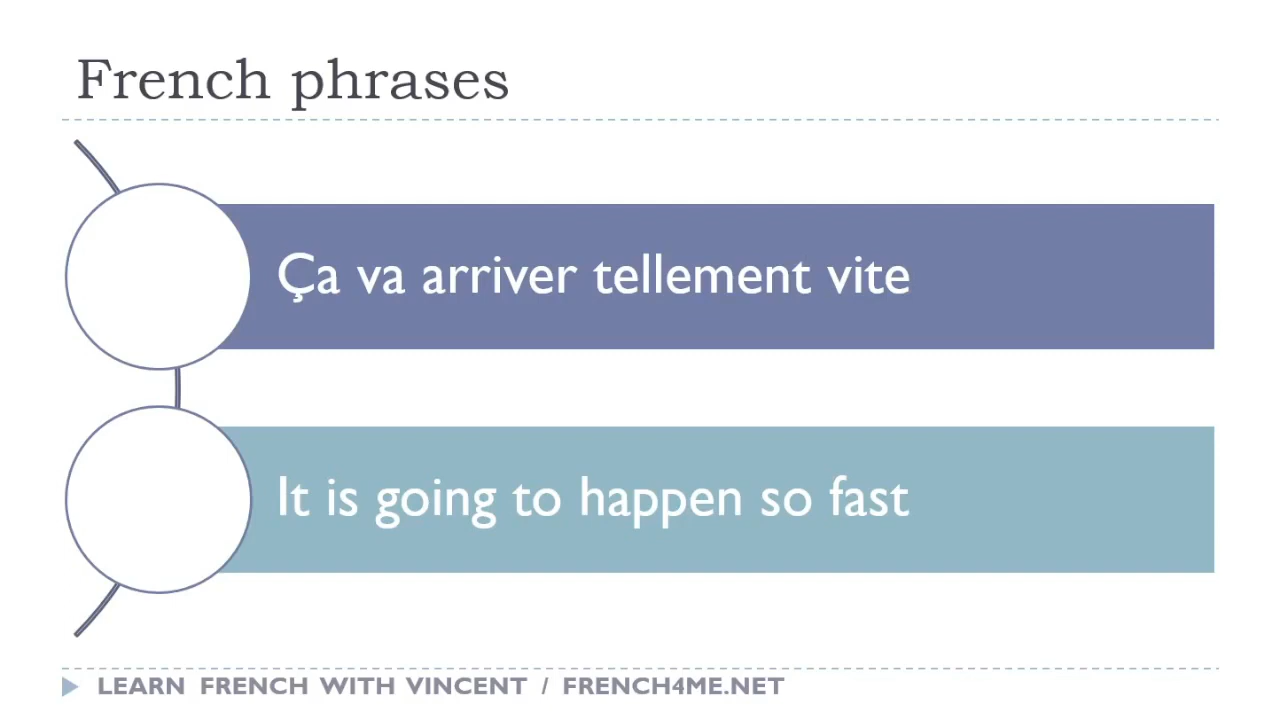 French phrases
Ça va arriver tellement vite
It is going to happen so fast
LEARN FRENCH WITH VINCENT / FRENCH4ME.NET